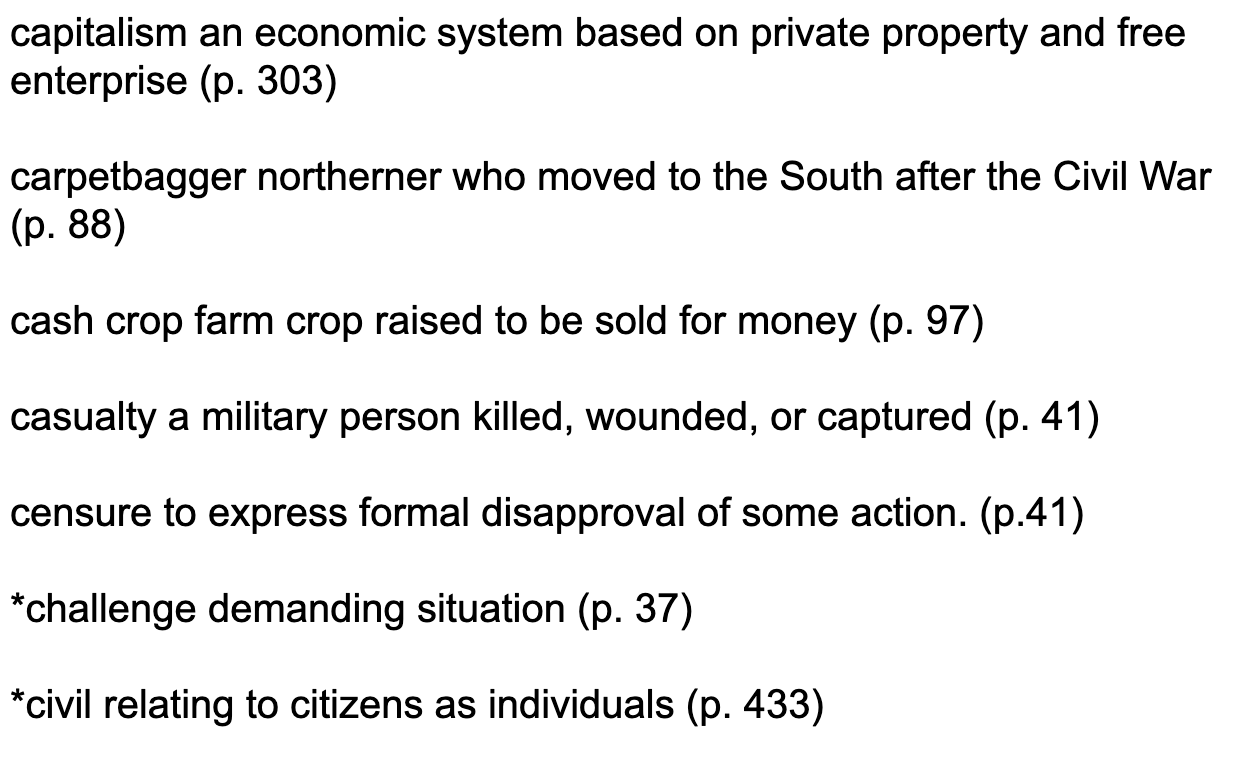 capitalism an economic system based on private property and free
enterprise (p. 303)
carpetbagger northerner who moved to the South after the Civil War
(p. 88)
cash crop farm crop raised to be sold for money (p. 97)
casualty a military person killed, wounded, or captured (p. 41)
censure to express formal disapproval of some action. (p.41)
*challenge demanding situation (p. 37)
*civil relating to citizens as individuals (p. 433)